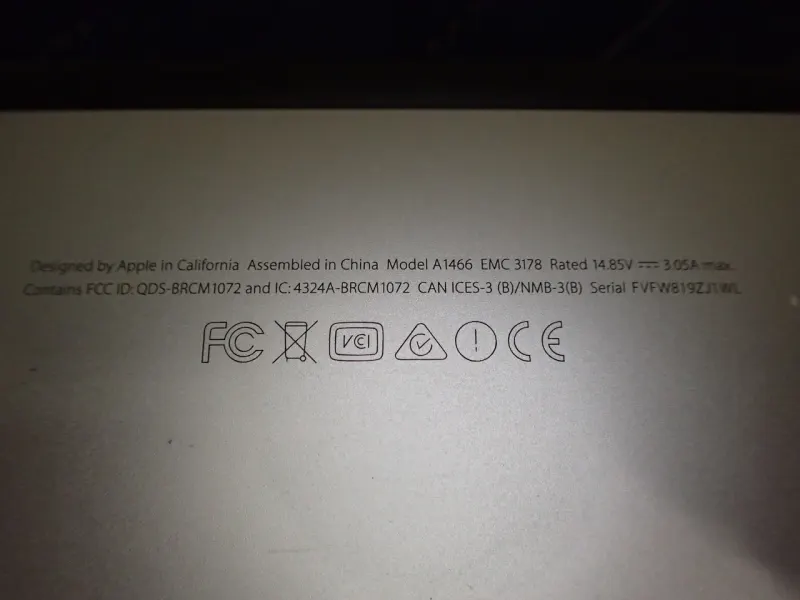 Designed by Apple in California Assembled in China Model A1466 EMC 3178 Rated 14.85V ⎓ 3.05A max.
Contains FCC ID: QDS-BRCM1072 and IC: 4324A-BRCM1072 CAN ICES-3 (B)/NMB-3(B) Serial FVFW819ZJ1WL
FC VCCI CE